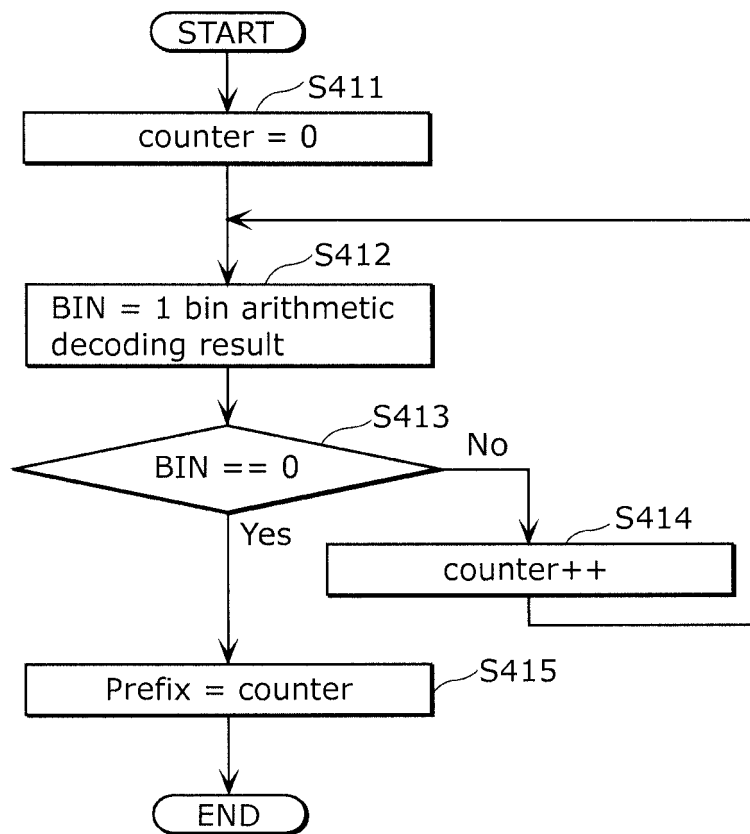 START
S411
counter = 0
S412
BIN = 1 bin arithmetic
decoding result
S413
BIN == 0
No
Yes
S414
counter++
Prefix = counter
S415
END